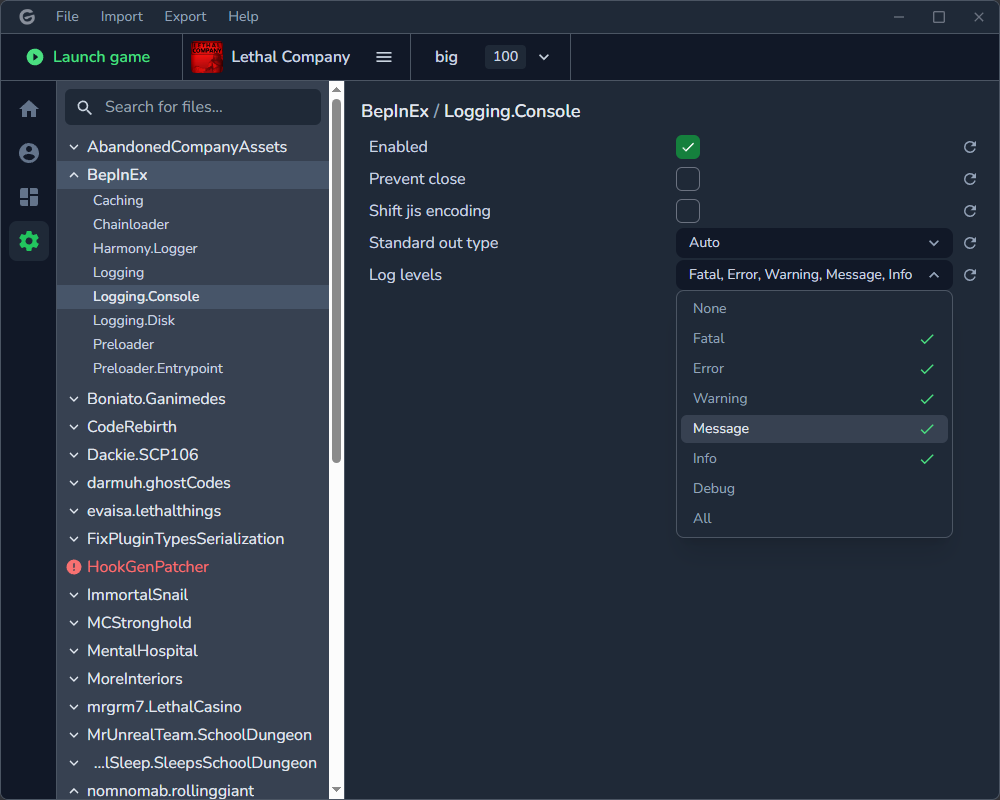 File Import Export Help
Launch game
LETHAL COMPANY
Lethal Company
big 100
Search for files...
AbandonedCompanyAssets
BepInEx
Caching
Chainloader
Harmony.Logger
Logging
Logging.Console
Logging.Disk
Preloader
Preloader.Entrypoint
Boniato.Ganimedes
CodeRebirth
Dackie.SCP106
darmuh.ghostCodes
evaisa.lethalthings
FixPluginTypesSerialization
HookGenPatcher
ImmortalSnail
MCStronghold
MentalHospital
MoreInteriors
mrgrm7.LethalCasino
MrUnrealTeam.SchoolDungeon
...lSleep.SleepsSchoolDungeon
nomnomab.rollinggiant
BepInEx / Logging.Console
Enabled
Prevent close
Shift jis encoding
Standard out type Auto
Log levels Fatal, Error, Warning, Message, Info
None
Fatal
Error
Warning
Message
Info
Debug
All